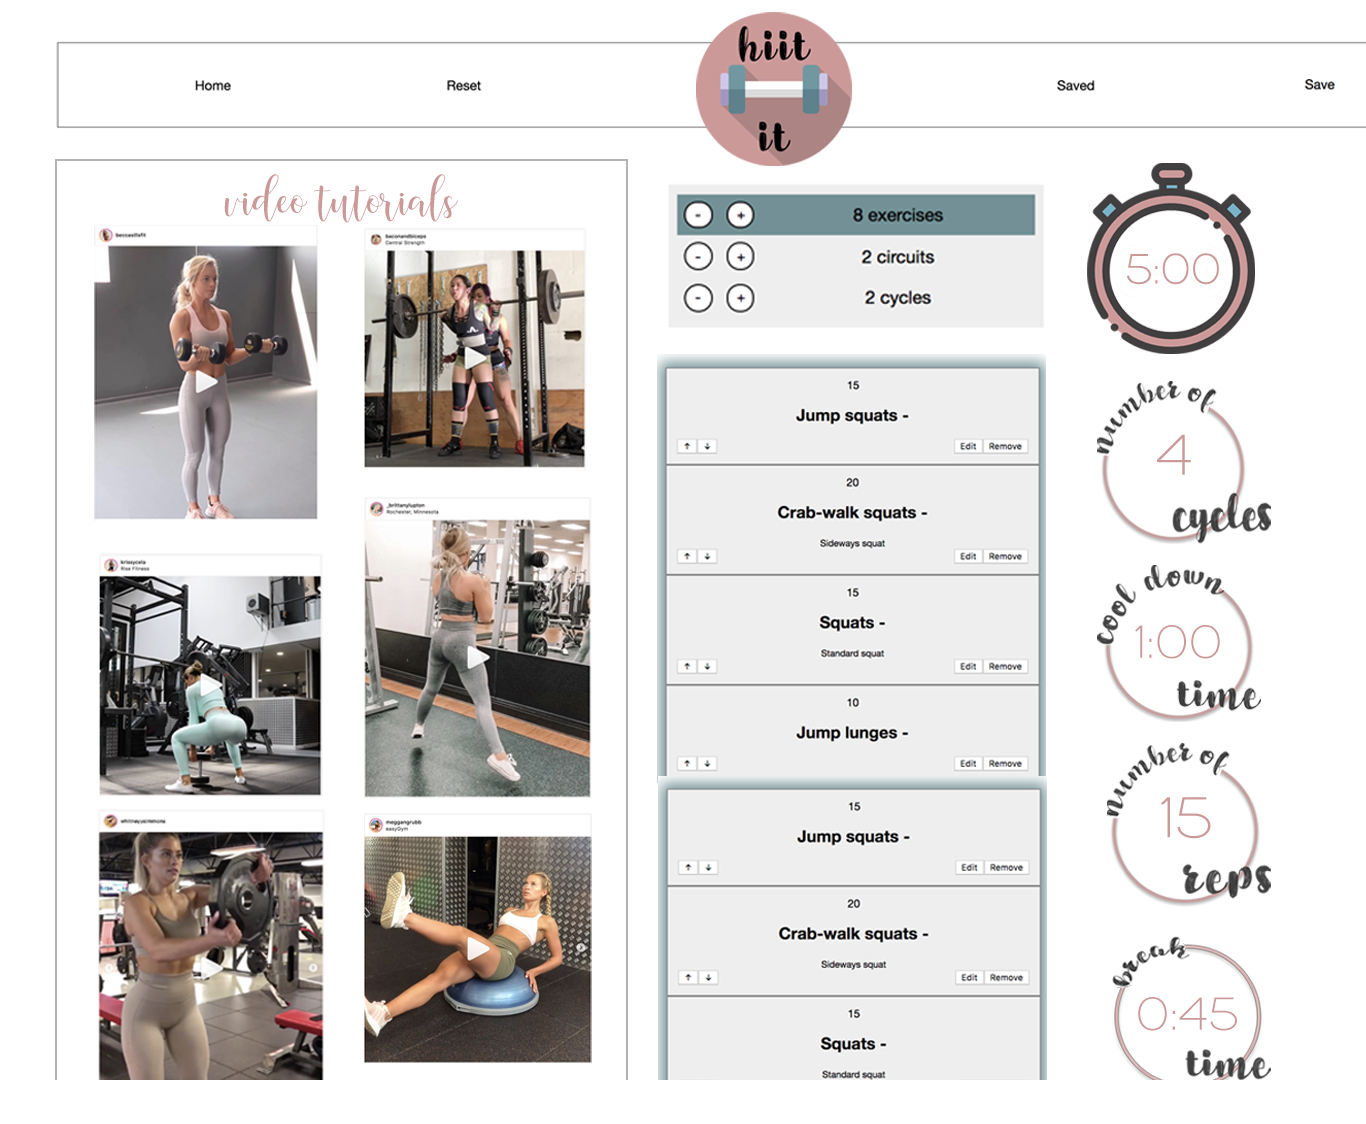 Home
Reset
hiit
it
Saved
Save
video tutorials
beccasillsfit
baconandbiceps
Central Strength
_brittanylupton
Rochester, Minnesota
krissycela
Rise Fitness
whitneyysimmons
meggangrubb
easyGym
- + 8 exercises
- + 2 circuits
- + 2 cycles
15
Jump squats -
↑ ↓ Edit Remove
20
Crab-walk squats -
Sideways squat
↑ ↓ Edit Remove
15
Squats -
Standard squat
↑ ↓ Edit Remove
10
Jump lunges -
↑ ↓ Edit Remove
15
Jump squats -
↑ ↓ Edit Remove
20
Crab-walk squats -
Sideways squat
↑ ↓ Edit Remove
15
Squats -
Standard squat
5:00
number of
4
cycles
cool down
1:00
time
number of
15
reps
break
0:45
time